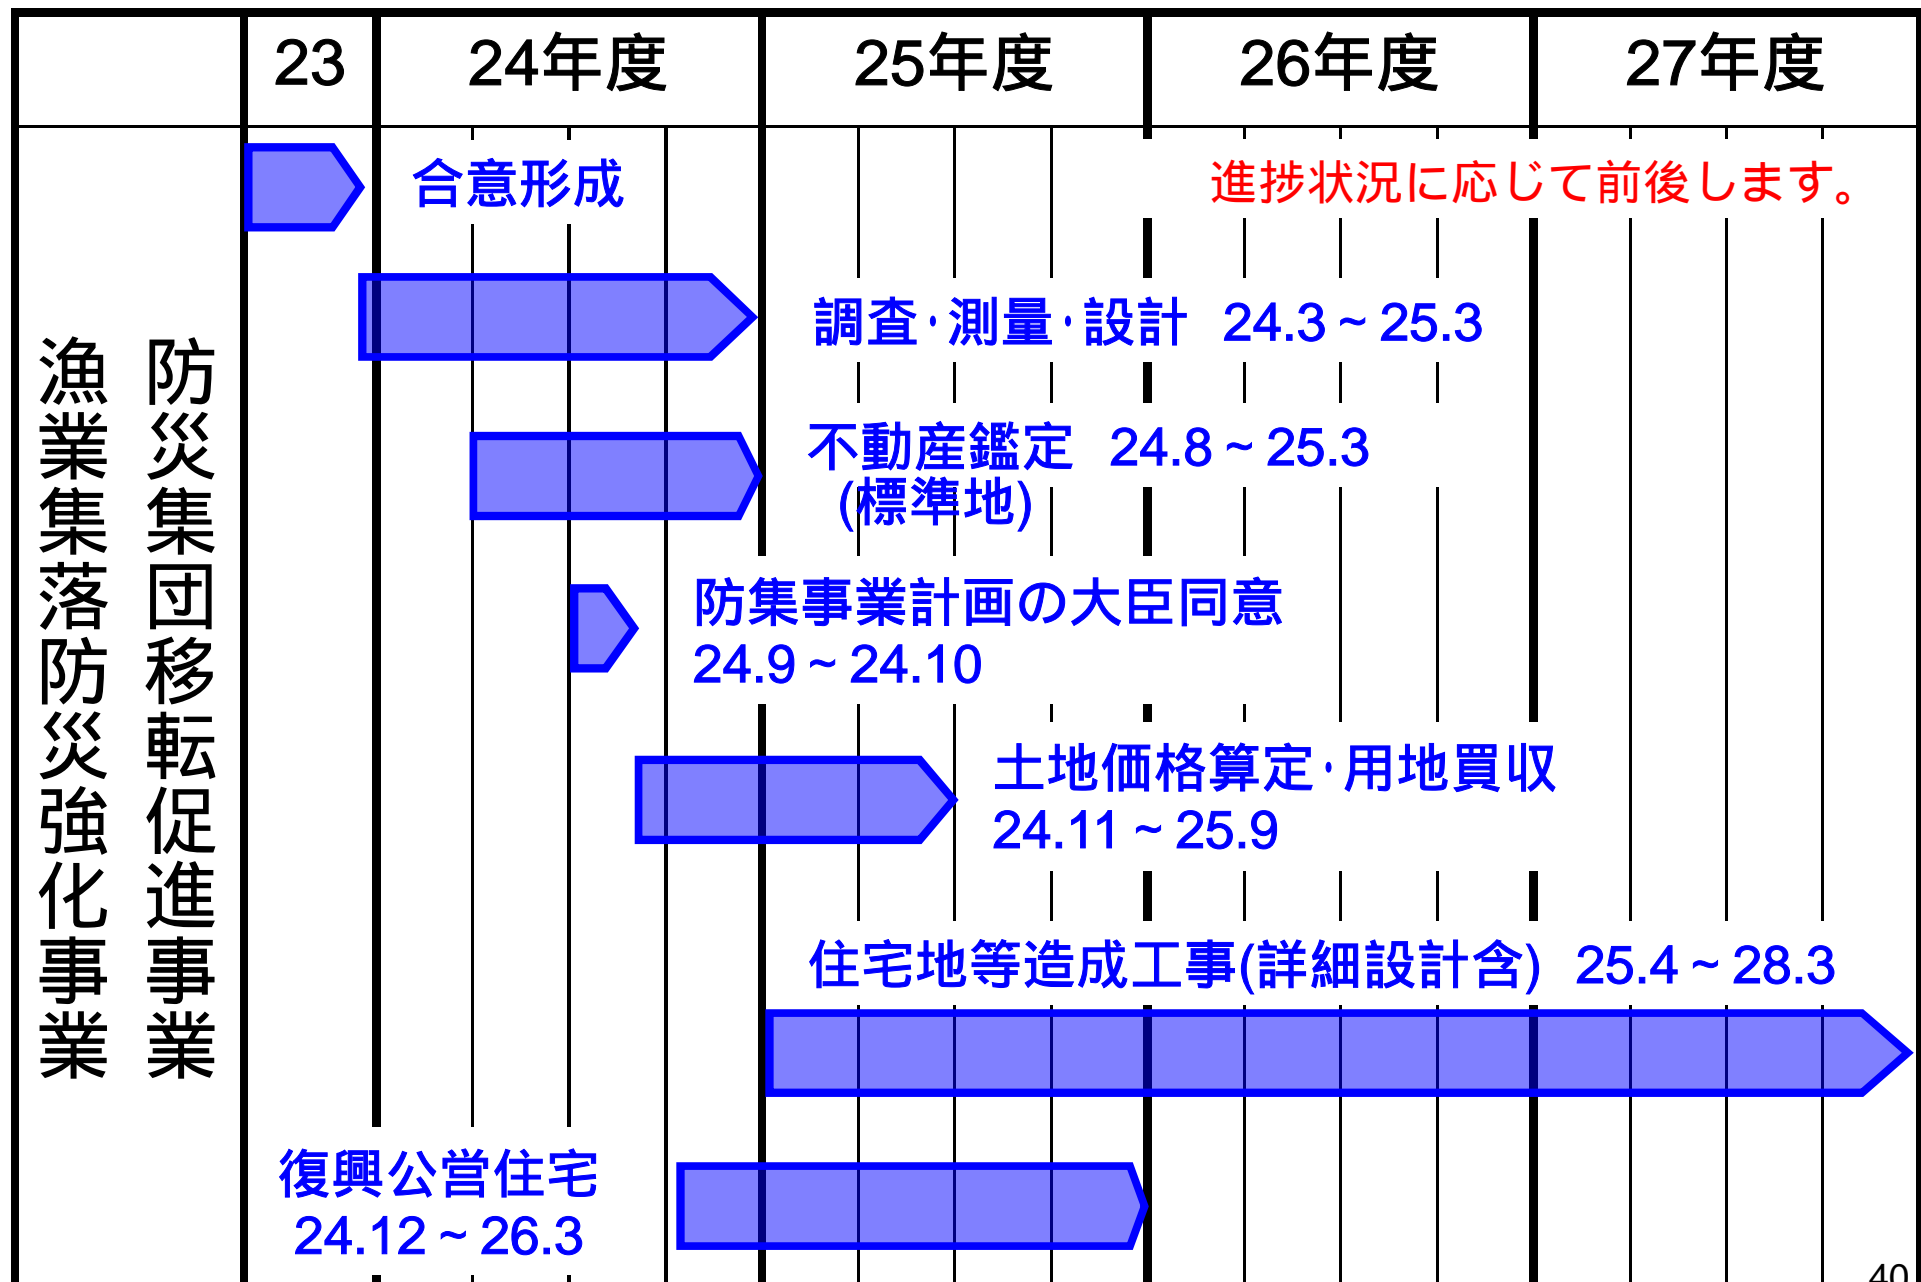 23
24年度
25年度
26年度
27年度
防災集団移転促進事業
漁業集落防災強化事業
合意形成
進捗状況に応じて前後します。
調査･測量･設計 24.3～25.3
不動産鑑定 24.8～25.3
(標準地)
防集事業計画の大臣同意
24.9～24.10
土地価格算定･用地買収
24.11～25.9
住宅地等造成工事(詳細設計含) 25.4～28.3
復興公営住宅
24.12～26.3
40